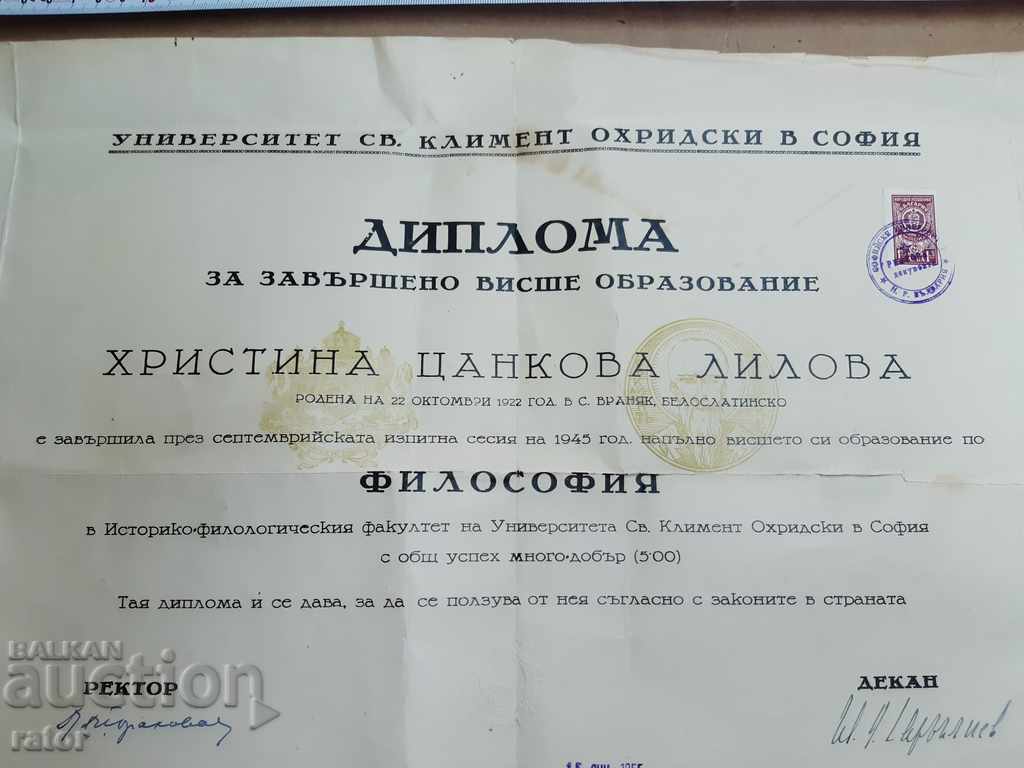 УНИВЕРСИТЕТ СВ. КЛИМЕНТ ОХРИДСКИ В СОФИЯ
ДИПЛОМА
ЗА ЗАВЪРШЕНО ВИСШЕ ОБРАЗОВАНИЕ
ХРИСТИНА ЦАНКОВА ЛИЛОВА
РОДЕНА НА 22 ОКТОМВРИ 1922 ГОД. В С. ВРАНЯК, БЕЛОСЛАТИНСКО
е завършила през септемврийската изпитна сесия на 1945 год. напълно висшето си образование по
ФИЛОСОФИЯ
в Историко-филологическия факултет на Университета Св. Климент Охридски в София
с общ успех много-добър (5·00)
Тая диплома ѝ се дава, за да се ползува от нея съгласно с законите в страната
РЕКТОР
ДЕКАН
BALKAN
auction
rator